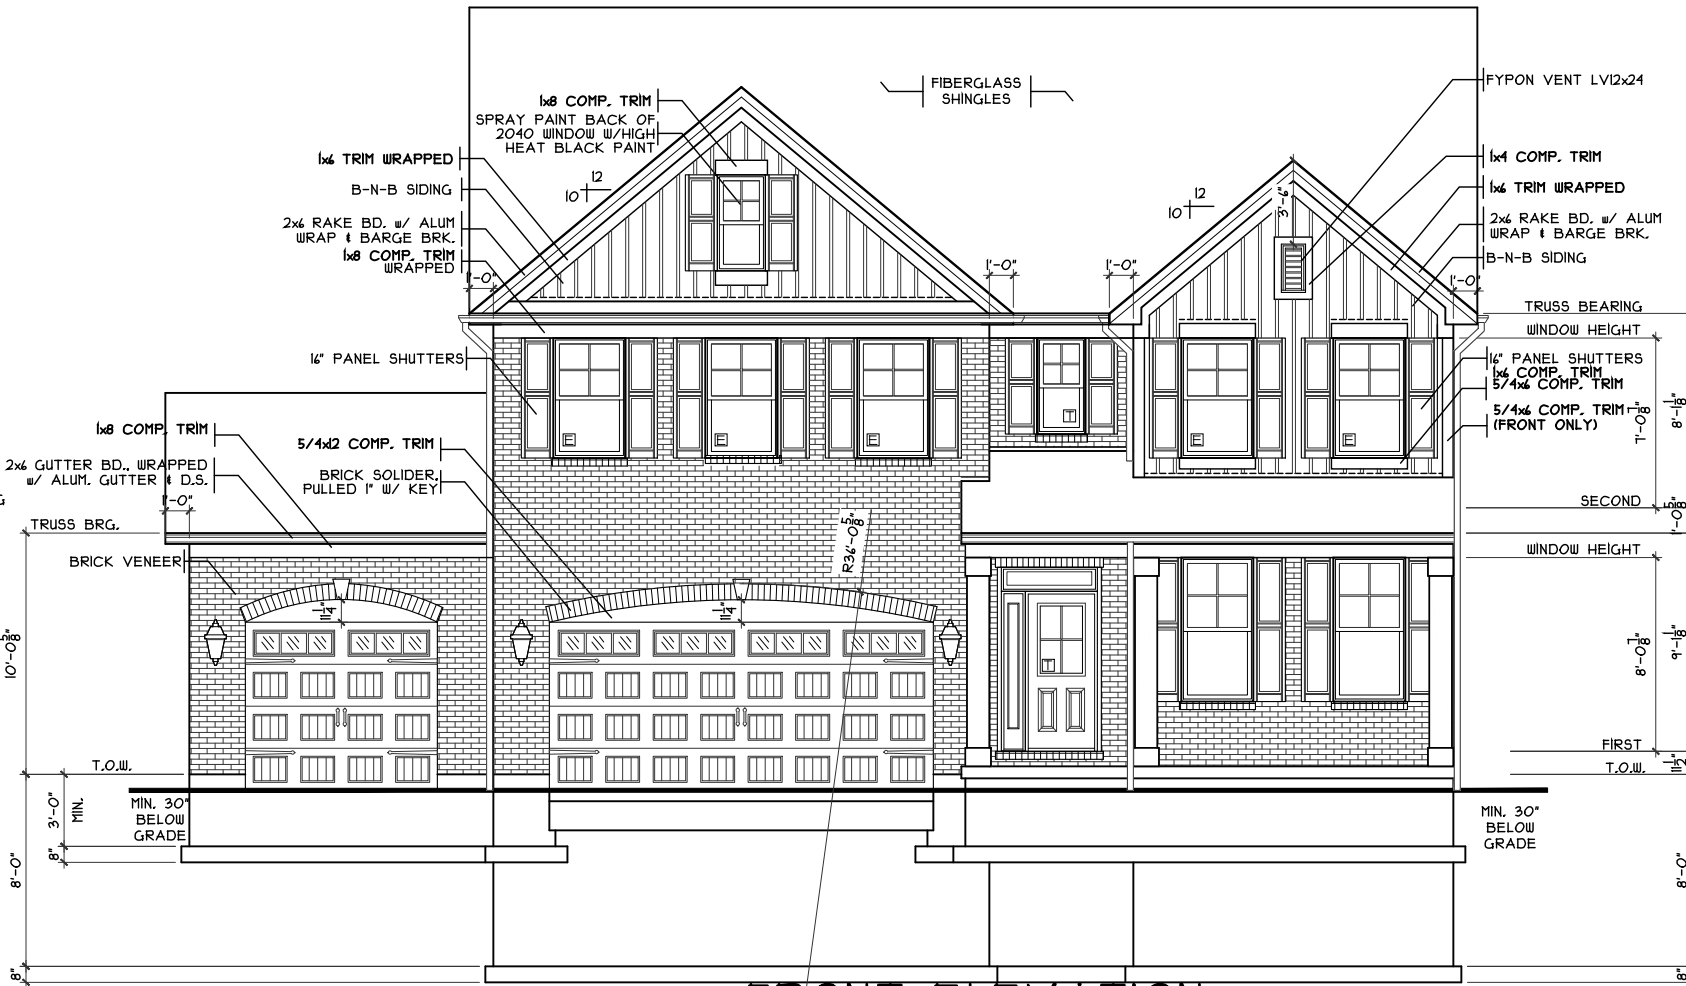 FIBERGLASS
SHINGLES
FYPON VENT LV12x24
1x8 COMP. TRIM
SPRAY PAINT BACK OF
2040 WINDOW W/HIGH
HEAT BLACK PAINT
1x6 TRIM WRAPPED
B-N-B SIDING
2x6 RAKE BD. w/ ALUM
WRAP & BARGE BRK.
1x8 COMP. TRIM
WRAPPED
12
10
1'-0"
1'-0"
1'-0"
12
10
3'-6"
1x4 COMP. TRIM
1x6 TRIM WRAPPED
2x6 RAKE BD. w/ ALUM
WRAP & BARGE BRK.
B-N-B SIDING
1'-0"
TRUSS BEARING
WINDOW HEIGHT
16" PANEL SHUTTERS
16" PANEL SHUTTERS
1x6 COMP. TRIM
5/4x6 COMP. TRIM
5/4x6 COMP. TRIM
(FRONT ONLY)
7'-0 1/8"
8'-1 1/8"
E
E
E
T
E
E
1x8 COMP. TRIM
2x6 GUTTER BD., WRAPPED
w/ ALUM. GUTTER & D.S.
G
1'-0"
5/4x12 COMP. TRIM
BRICK SOLIDER,
PULLED 1" W/ KEY
SECOND
1'-0 5/8"
TRUSS BRG.
R36'-0 5/8"
WINDOW HEIGHT
BRICK VENEER
11 1/4"
11 1/4"
10'-0 5/8"
T
8'-0 1/8"
9'-1 1/8"
FIRST
T.O.W.
1 1/2"
T.O.W.
3'-0"
MIN.
MIN. 30"
BELOW
GRADE
MIN. 30"
BELOW
GRADE
8"
8'-0"
8'-0"
8"
8"
FRONT ELEVATION